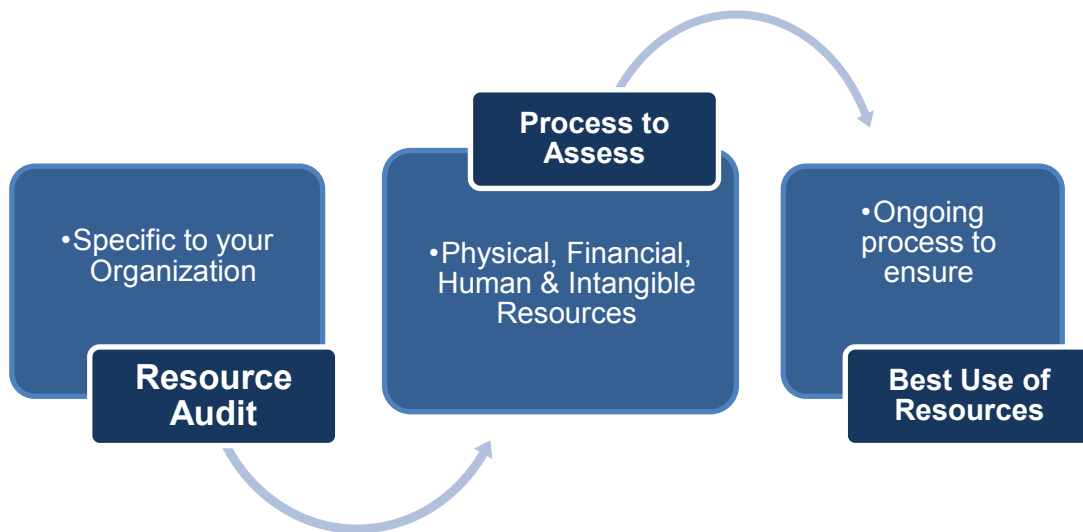 •Specific to your
Organization
Resource
Audit
Process to
Assess
•Physical, Financial,
Human & Intangible
Resources
•Ongoing
process to
ensure
Best Use of
Resources